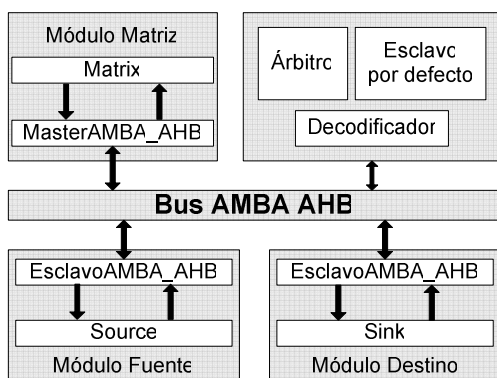 Módulo Matriz
Matrix
MasterAMBA_AHB
Árbitro
Esclavo
por defecto
Decodificador
Bus AMBA AHB
EsclavoAMBA_AHB
Source
Módulo Fuente
EsclavoAMBA_AHB
Sink
Módulo Destino